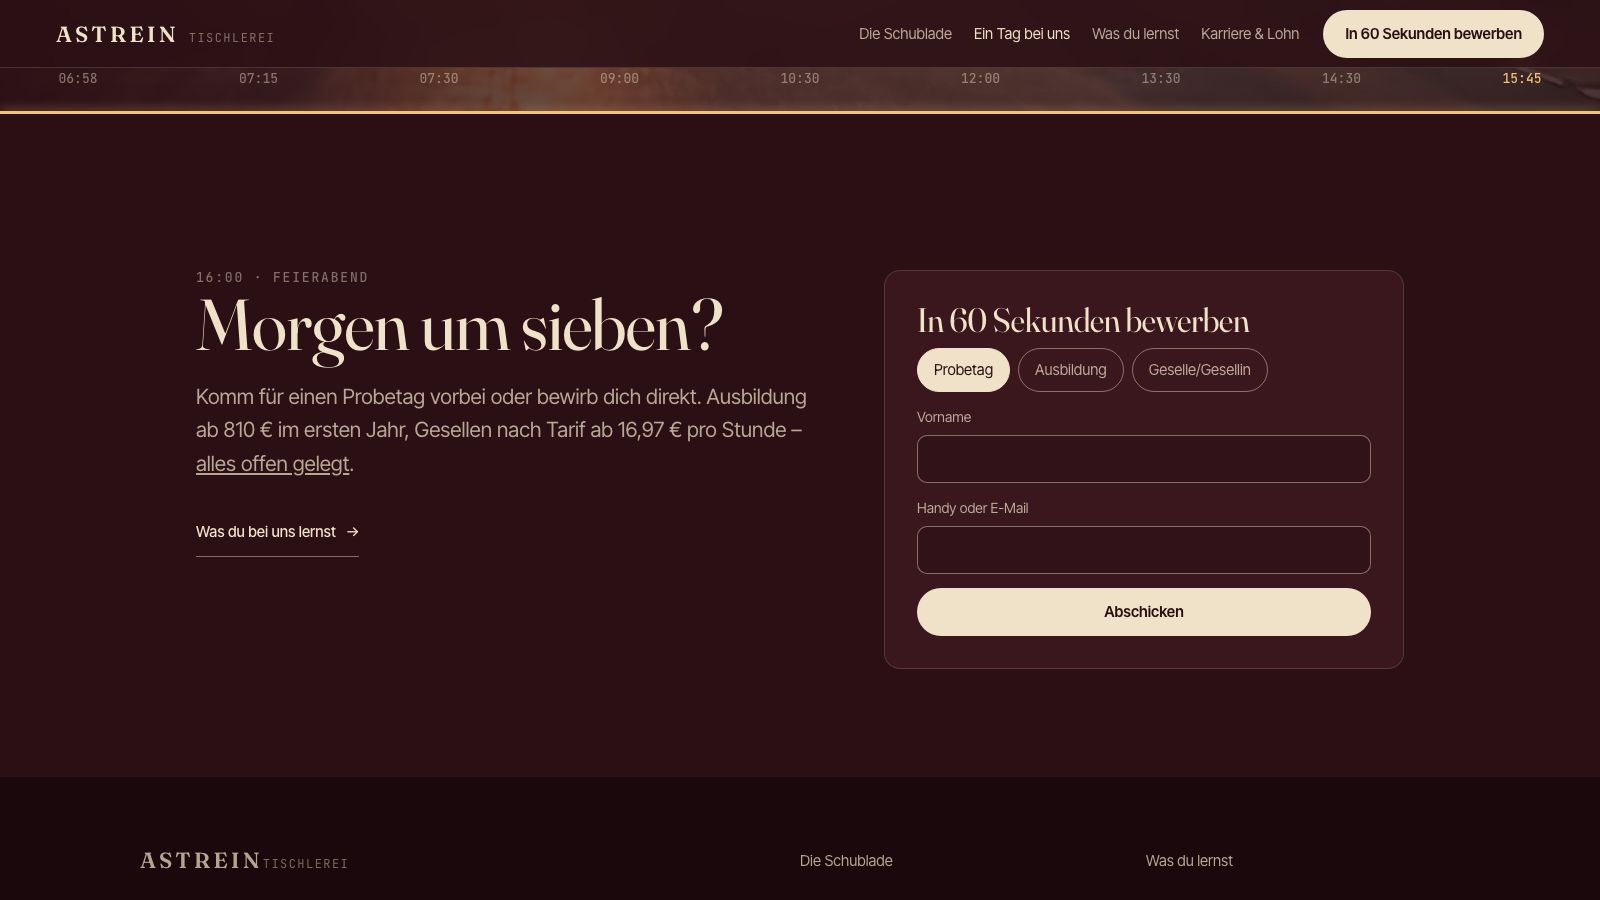 ASTREIN TISCHLEREI
Die Schublade Ein Tag bei uns Was du lernst Karriere & Lohn In 60 Sekunden bewerben
06:58 07:15 07:30 09:00 10:30 12:00 13:30 14:30 15:45
16:00 · FEIERABEND
Morgen um sieben?
Komm für einen Probetag vorbei oder bewirb dich direkt. Ausbildung
ab 810 € im ersten Jahr, Gesellen nach Tarif ab 16,97 € pro Stunde –
alles offen gelegt.
Was du bei uns lernst →
In 60 Sekunden bewerben
Probetag Ausbildung Geselle/Gesellin
Vorname
Handy oder E-Mail
Abschicken
ASTREIN TISCHLEREI Die Schublade Was du lernst